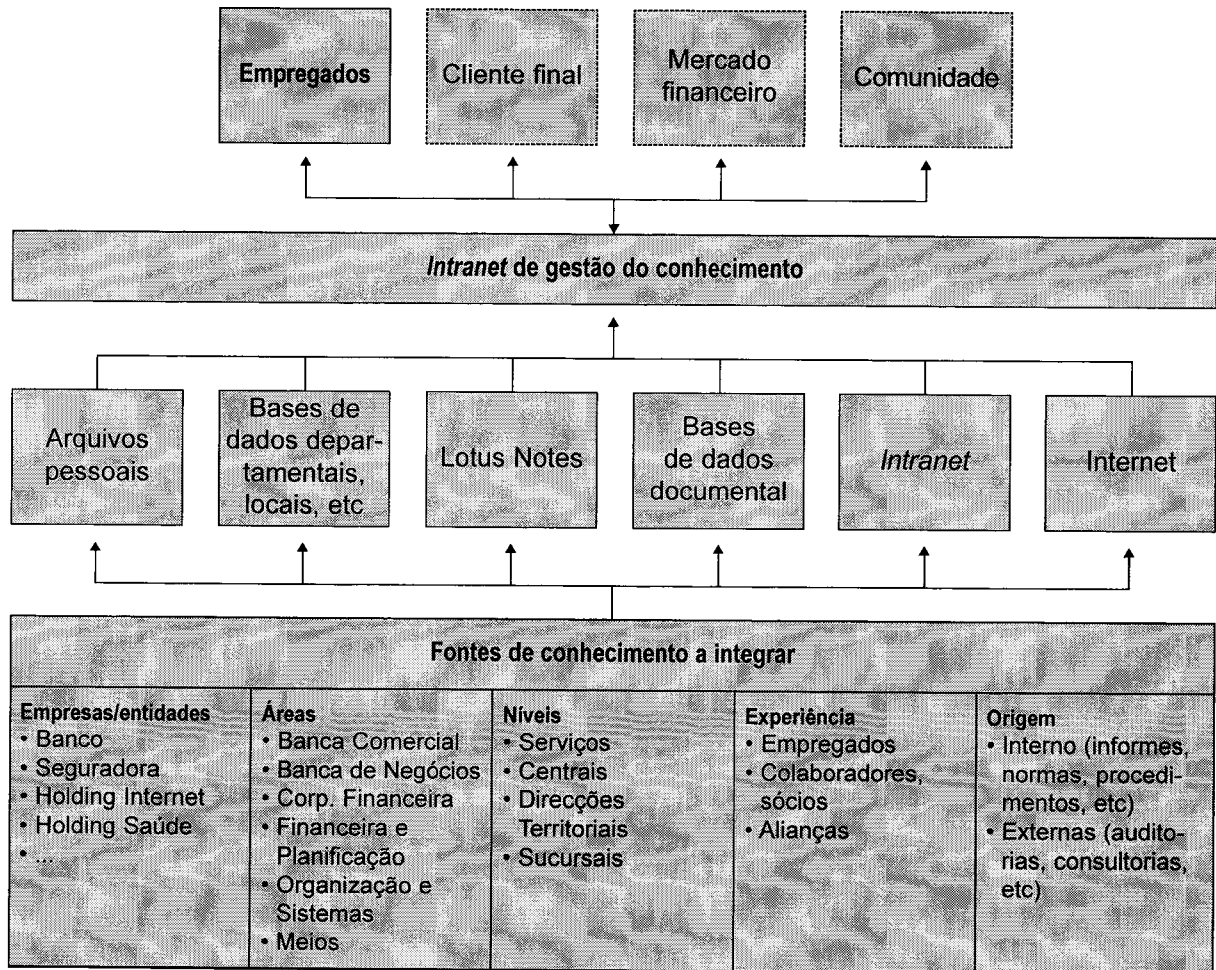 Empregados
Cliente final
Mercado
financeiro
Comunidade
Intranet de gestão do conhecimento
Arquivos
pessoais
Bases de
dados depar-
tamentais,
locais, etc
Lotus Notes
Bases
de dados
documental
Intranet
Internet
Fontes de conhecimento a integrar
Empresas/entidades
• Banco
• Seguradora
• Holding Internet
• Holding Saúde
• ...
Áreas
• Banca Comercial
• Banca de Negócios
• Corp. Financeira
• Financeira e
Planificação
• Organização e
Sistemas
• Meios
Níveis
• Serviços
• Centrais
• Direcções
Territoriais
• Sucursais
Experiência
• Empregados
• Colaboradores,
sócios
• Alianças
Origem
• Interno (informes,
normas, procedi-
mentos, etc)
• Externas (audito-
rias, consultorias,
etc)